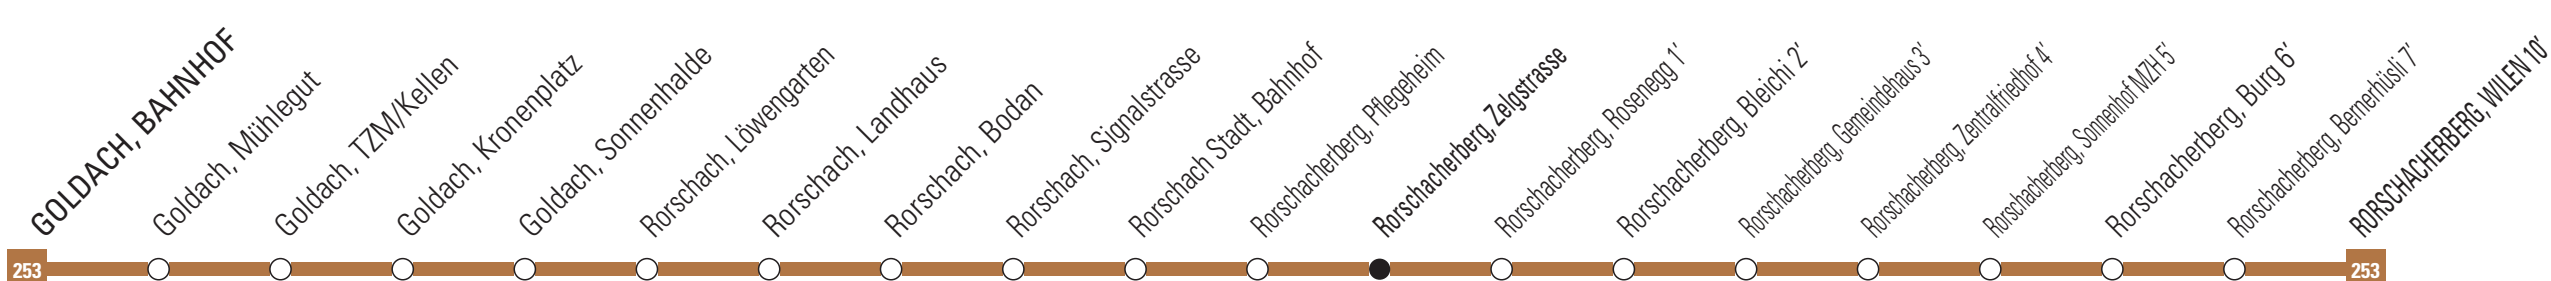 GOLDACH, BAHNHOF
Goldach, Mühlegut
Goldach, TZM/Kellen
Goldach, Kronenplatz
Goldach, Sonnenhalde
Rorschach, Löwengarten
Rorschach, Landhaus
Rorschach, Bodan
Rorschach, Signalstrasse
Rorschach Stadt, Bahnhof
Rorschacherberg, Pflegeheim
Rorschacherberg, Zelgstrasse
Rorschacherberg, Rosenegg 1'
Rorschacherberg, Bleichi 2'
Rorschacherberg, Gemeindehaus 3'
Rorschacherberg, Zentralfriedhof 4'
Rorschacherberg, Sonnenhof MZH 5'
Rorschacherberg, Burg 6'
Rorschacherberg, Bernerhüsli 7'
RORSCHACHERBERG, WILEN 10'
253
253